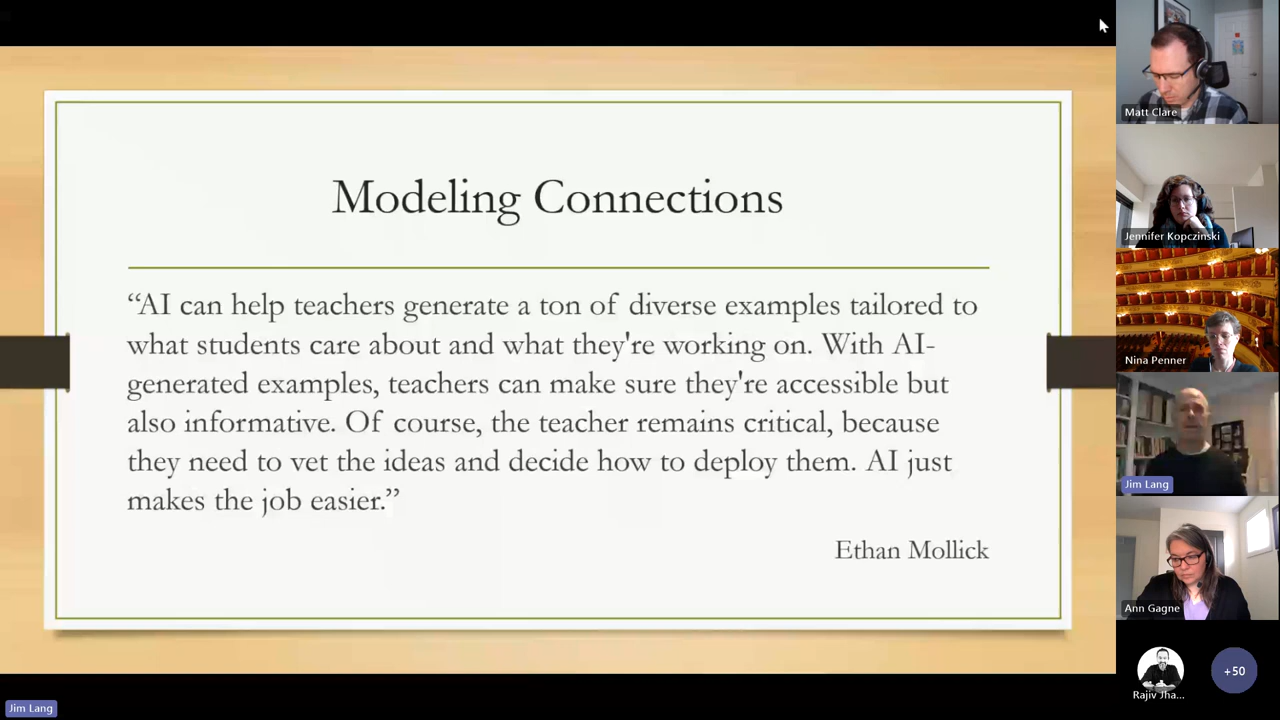 Modeling Connections
“AI can help teachers generate a ton of diverse examples tailored to
what students care about and what they're working on. With AI-
generated examples, teachers can make sure they're accessible but
also informative. Of course, the teacher remains critical, because
they need to vet the ideas and decide how to deploy them. AI just
makes the job easier.”
Ethan Mollick
Matt Clare
Jennifer Kopczinski
Nina Penner
Jim Lang
Ann Gagne
Rajiv Jha...
+50
Jim Lang